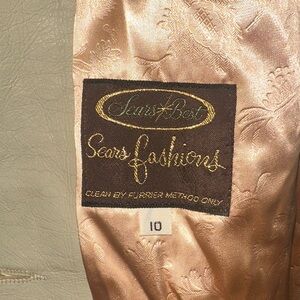 Sears Best
Sears fashions
CLEAN BY FURRIER METHOD ONLY
10